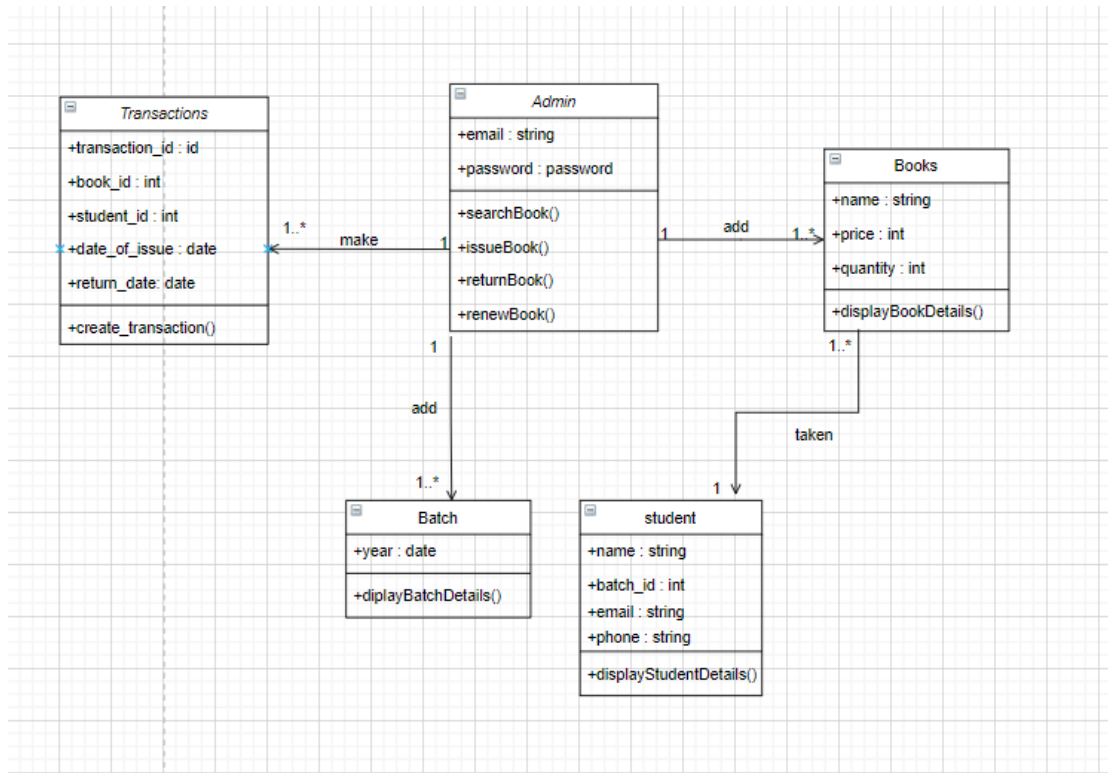 Transactions
+transaction_id : id
+book_id : int
+student_id : int
+date_of_issue : date
+return_date: date
+create_transaction()
1..*
make
1
Admin
+email : string
+password : password
+searchBook()
+issueBook()
+returnBook()
+renewBook()
1
add
1..*
Books
+name : string
+price : int
+quantity : int
+displayBookDetails()
1
add
1..*
1..*
taken
1
Batch
+year : date
+diplayBatchDetails()
student
+name : string
+batch_id : int
+email : string
+phone : string
+displayStudentDetails()